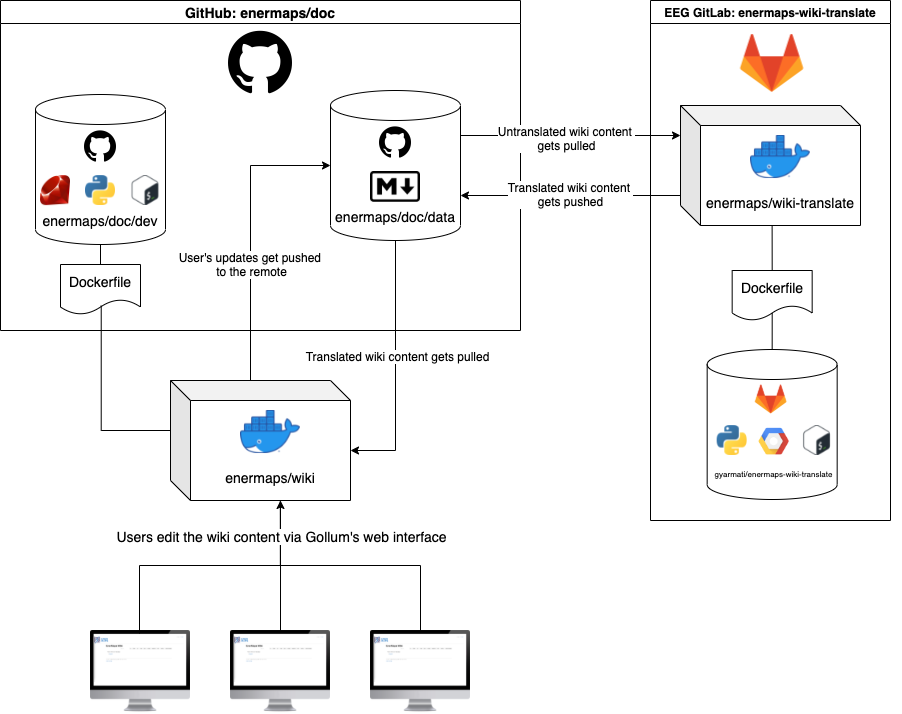 GitHub: enermaps/doc
EEG GitLab: enermaps-wiki-translate
enermaps/doc/dev
Dockerfile
M
enermaps/doc/data
Untranslated wiki content
gets pulled
Translated wiki content
gets pushed
enermaps/wiki-translate
User's updates get pushed
to the remote
Translated wiki content gets pulled
Dockerfile
$
gyarmati/enermaps-wiki-translate
enermaps/wiki
Users edit the wiki content via Gollum's web interface